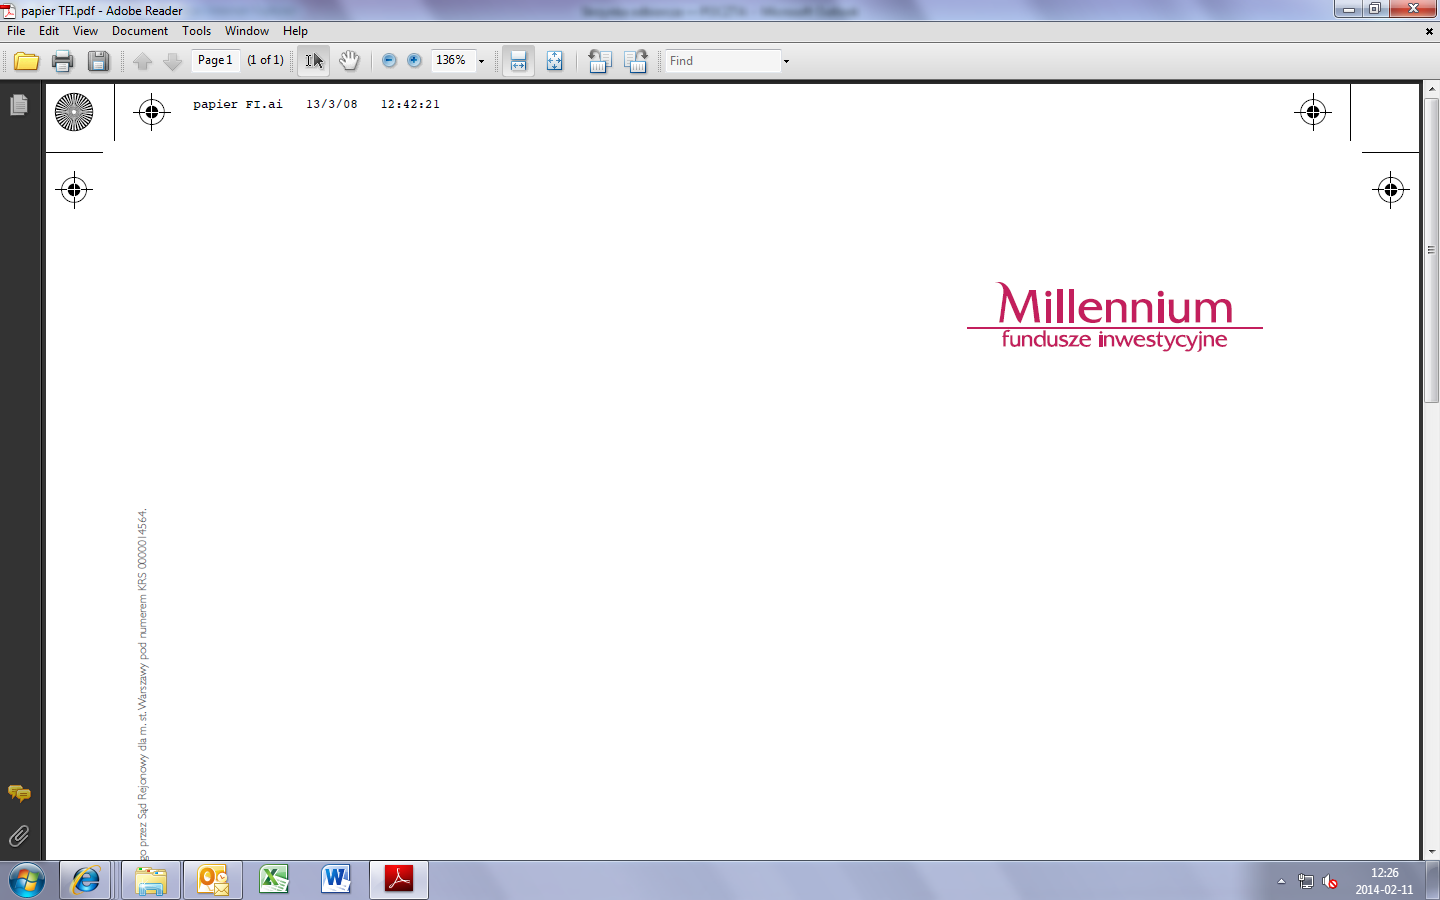 papier TFI.pdf - Adobe Reader
File Edit View Document Tools Window Help
Page 1 (1 of 1) 136% Find
papier FI.ai 13/3/08 12:42:21
Millennium
fundusze inwestycyjne
go przez Sąd Rejonowy dla m. st. Warszawy pod numerem KRS 0000014564.
12:26
2014-02-11